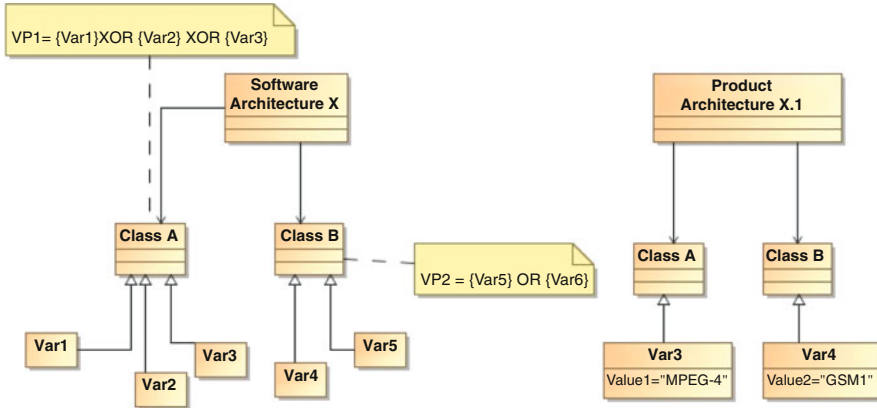 VP1= {Var1}XOR {Var2} XOR {Var3}
Software
Architecture X
Class A
Class B
VP2 = {Var5} OR {Var6}
Var1
Var2
Var3
Var4
Var5
Product
Architecture X.1
Class A
Class B
Var3
Value1="MPEG-4"
Var4
Value2="GSM1"